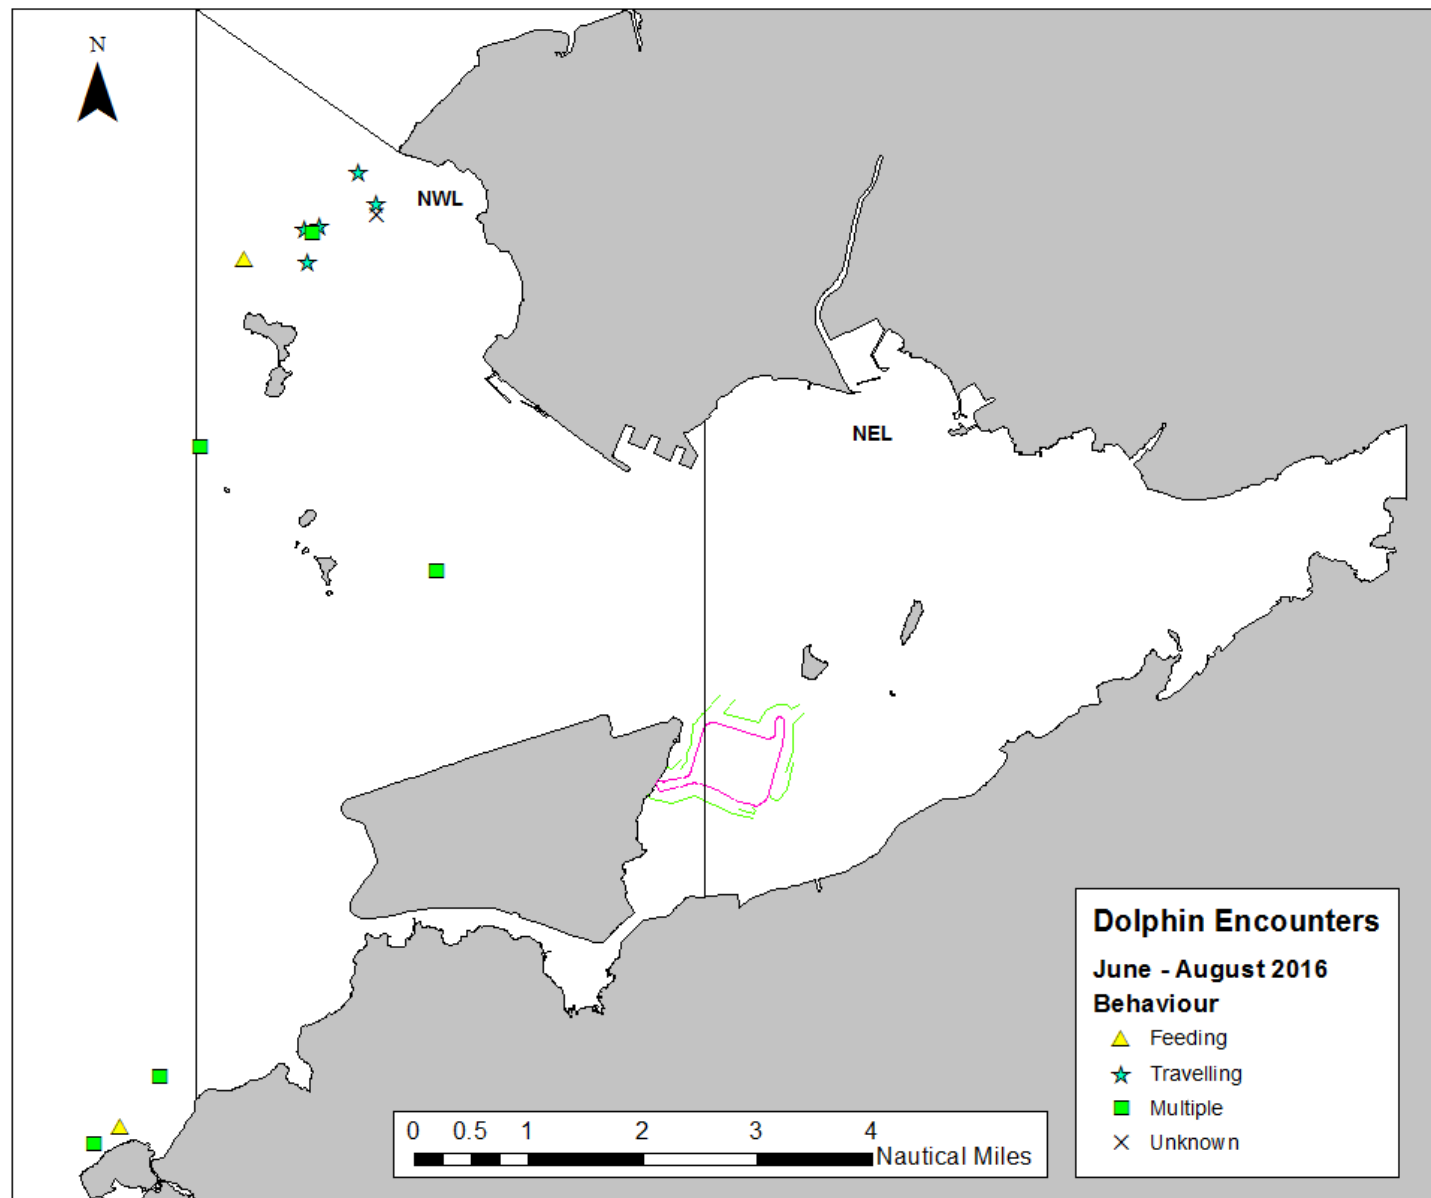 N
NWL
NEL
Dolphin Encounters
June - August 2016
Behaviour
Feeding
Travelling
Multiple
Unknown
0 0.5 1 2 3 4
Nautical Miles